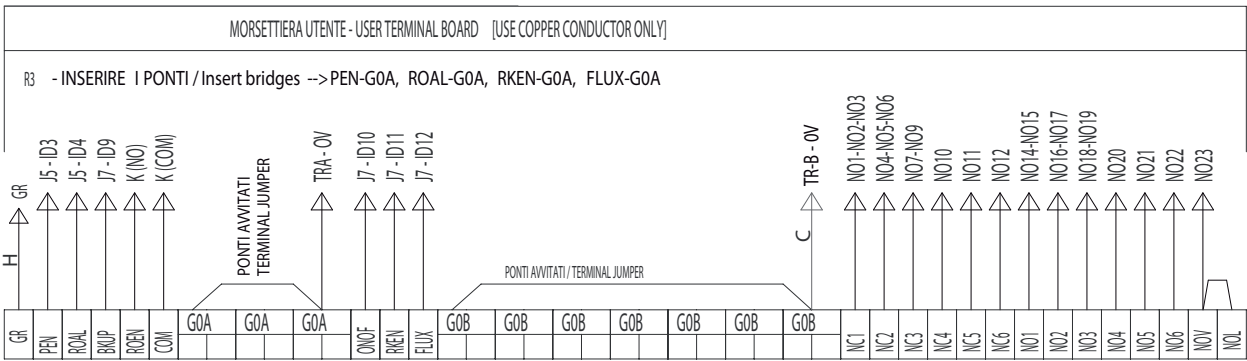 MORSETTIERA UTENTE - USER TERMINAL BOARD [USE COPPER CONDUCTOR ONLY]
R3 - INSERIRE I PONTI / Insert bridges -->PEN-G0A, ROAL-G0A, RKEN-G0A, FLUX-G0A
H
GR
J5 - ID3
J5 - ID4
J7 - ID9
K (NO)
K (COM)
PONTI AVVITATI
TERMINAL JUMPER
TRA - 0V
J7 - ID10
J7 - ID11
J7 - ID12
PONTI AVVITATI / TERMINAL JUMPER
C
TR-B - 0V
NO1-NO2-NO3
NO4-NO5-NO6
NO7-NO9
NO10
NO11
NO12
NO14-NO15
NO16-NO17
NO18-NO19
NO20
NO21
NO22
NO23
GR
PEN
ROAL
BKUP
ROEN
COM
G0A
G0A
G0A
ONOF
RKEN
FLUX
G0B
G0B
G0B
G0B
G0B
G0B
G0B
NC1
NC2
NC3
NC4
NC5
NC6
NO1
NO2
NO3
NO4
NO5
NO6
NOV
NOL